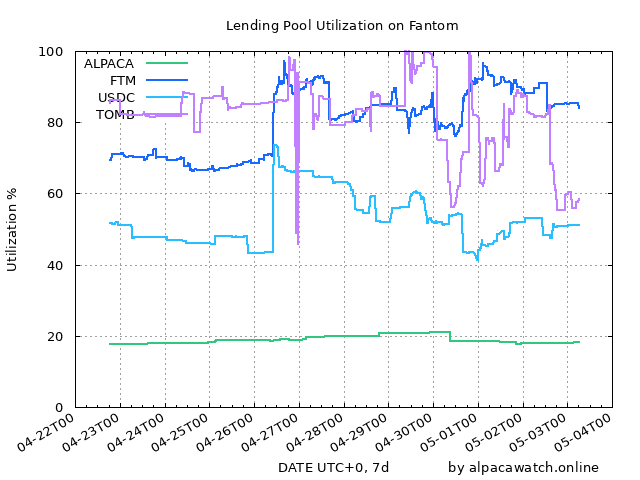 Lending Pool Utilization on Fantom
100
80
60
40
20
0
Utilization %
ALPACA
FTM
USDC
TOMB
04-22T00
04-23T00
04-24T00
04-25T00
04-26T00
04-27T00
04-28T00
04-29T00
04-30T00
05-01T00
05-02T00
05-03T00
05-04T00
DATE UTC+0, 7d
by alpacawatch.online